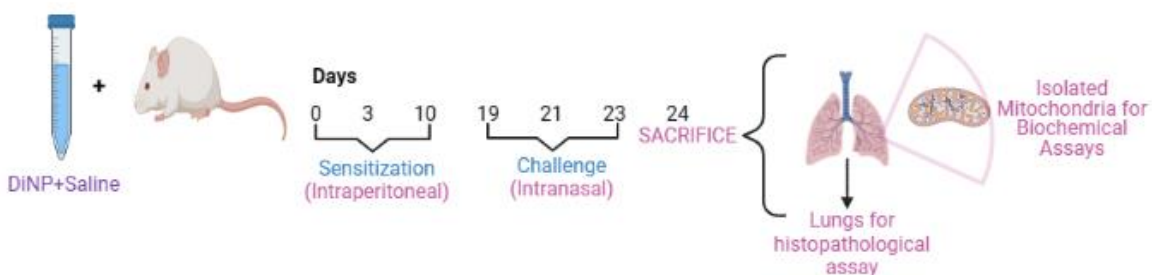 DiNP+Saline
+
Days
0 3 10
Sensitization
(Intraperitoneal)
19 21 23
Challenge
(Intranasal)
24
SACRIFICE
Isolated
Mitochondria for
Biochemical
Assays
Lungs for
histopathological
assay